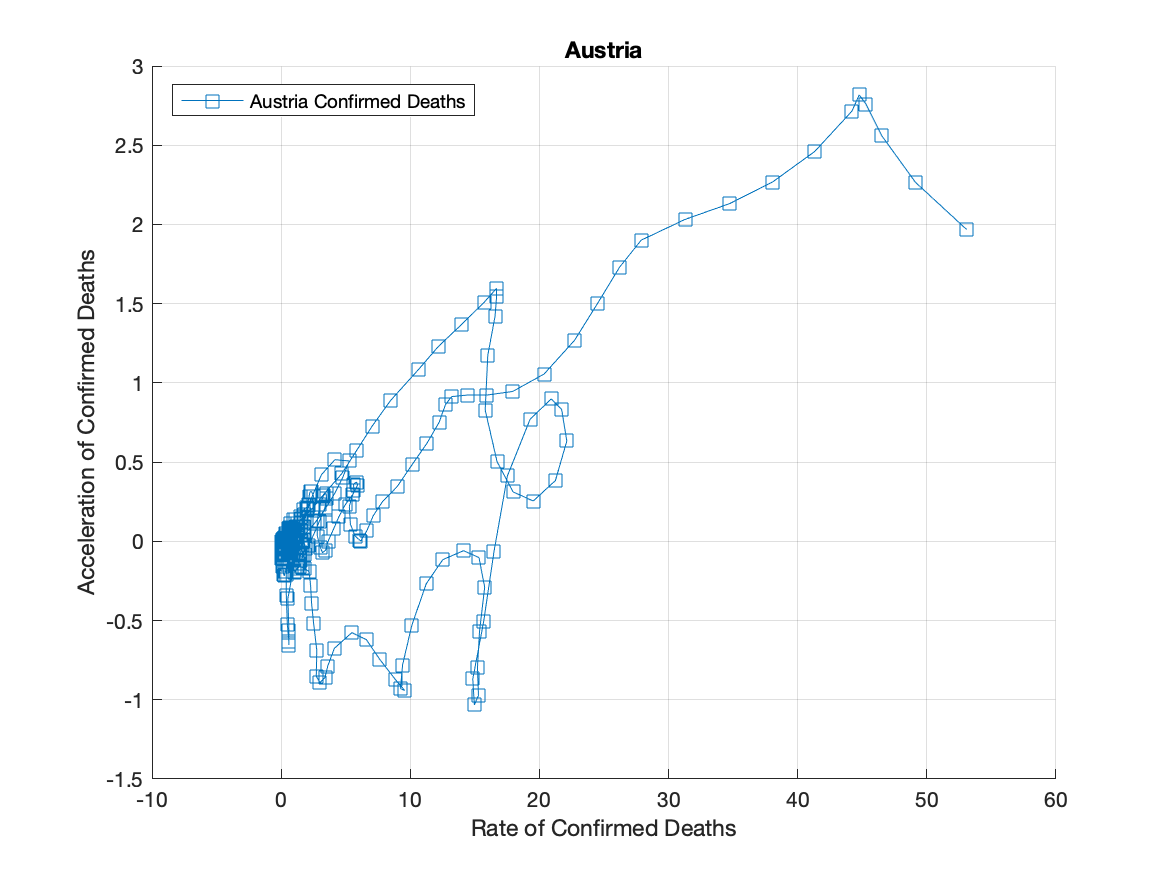 Austria
Austria Confirmed Deaths
Acceleration of Confirmed Deaths
3
2.5
2
1.5
1
0.5
0
-0.5
-1
-1.5
-10 0 10 20 30 40 50 60
Rate of Confirmed Deaths